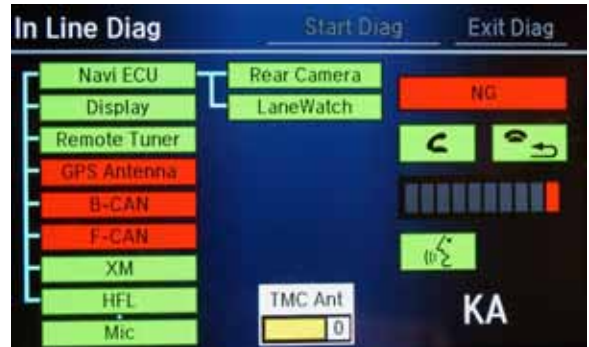 In Line Diag
Start Diag
Exit Diag
Navi ECU
Display
Remote Tuner
GPS Antenna
B-CAN
F-CAN
XM
HFL
Mic
Rear Camera
LaneWatch
NG
TMC Ant
0
KA